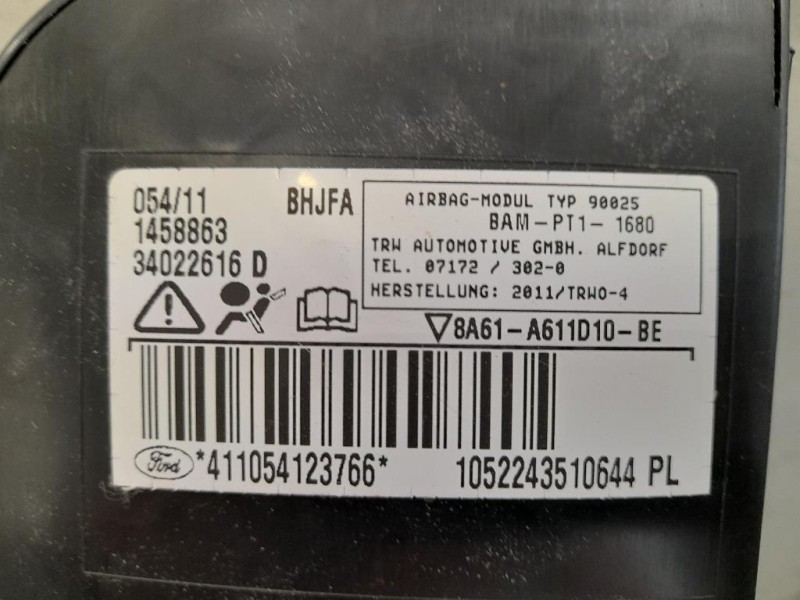 054/11 BHJFA
1458863
34022616 D
AIRBAG-MODUL TYP 90025
BAM-PT1- 1680
TRW AUTOMOTIVE GMBH. ALFDORF
TEL. 07172 / 302-0
HERSTELLUNG: 2011/TRWO-4
8A61-A611D10-BE
Ford *411054123766* 1052243510644 PL